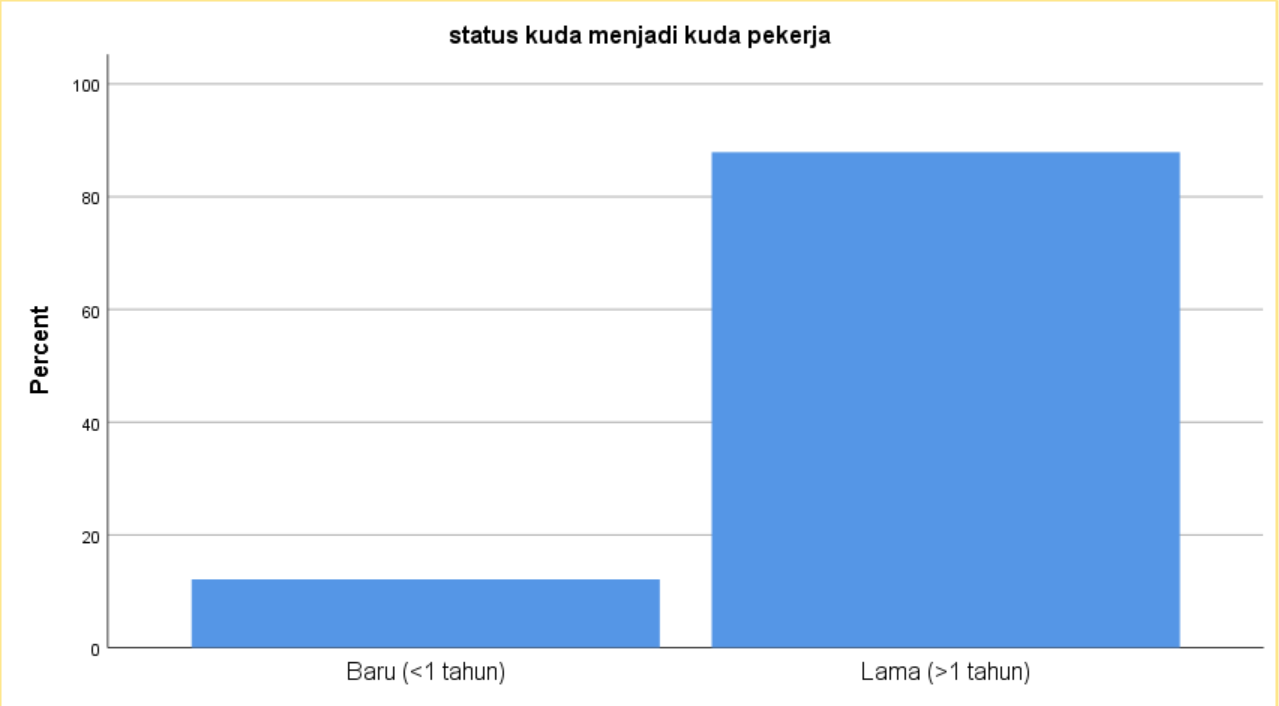 status kuda menjadi kuda pekerja
100
80
60
40
20
0
Percent
Baru (<1 tahun)
Lama (>1 tahun)